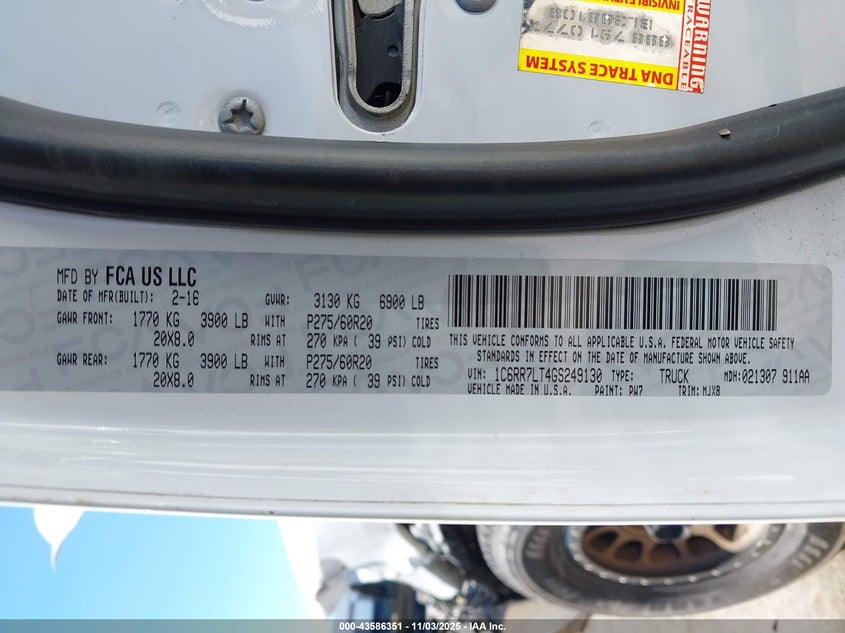 WARNING
TRACEABLE
INVISIBLE
DNA TRACE SYSTEM
MFD BY FCA US LLC
DATE OF MFR(BUILT): 2-16 GVWR: 3130 KG 6900 LB
GAWR FRONT: 1770 KG 3900 LB WITH P275/60R20 TIRES
20X8.0 RIMS AT 270 KPA ( 39 PSI) COLD
GAWR REAR: 1770 KG 3900 LB WITH P275/60R20 TIRES
20X8.0 RIMS AT 270 KPA ( 39 PSI) COLD
THIS VEHICLE CONFORMS TO ALL APPLICABLE U.S.A. FEDERAL MOTOR VEHICLE SAFETY
STANDARDS IN EFFECT ON THE DATE OF MANUFACTURE SHOWN ABOVE.
VIN: 1C6RR7LT4GS249130 TYPE: TRUCK MDH:021307 911AA
VEHICLE MADE IN U.S.A. PAINT: PW7 TRIM: MJX8
000-43586351 - 11/03/2025 - Copyright © 2025, IAA Inc.